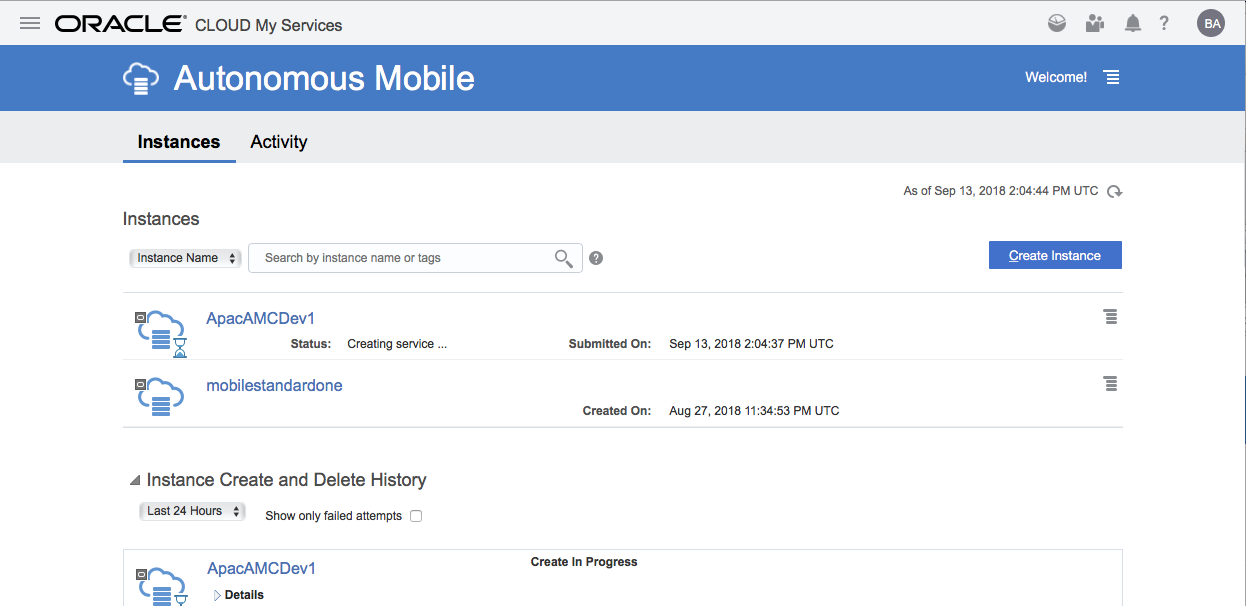 ORACLE® CLOUD My Services
? BA
Autonomous Mobile
Welcome!
Instances Activity
As of Sep 13, 2018 2:04:44 PM UTC
Instances
Instance Name Search by instance name or tags ? Create Instance
ApacAMCDev1
Status: Creating service ... Submitted On: Sep 13, 2018 2:04:37 PM UTC
mobilestandardone
Created On: Aug 27, 2018 11:34:53 PM UTC
Instance Create and Delete History
Last 24 Hours Show only failed attempts
ApacAMCDev1 Create In Progress
Details